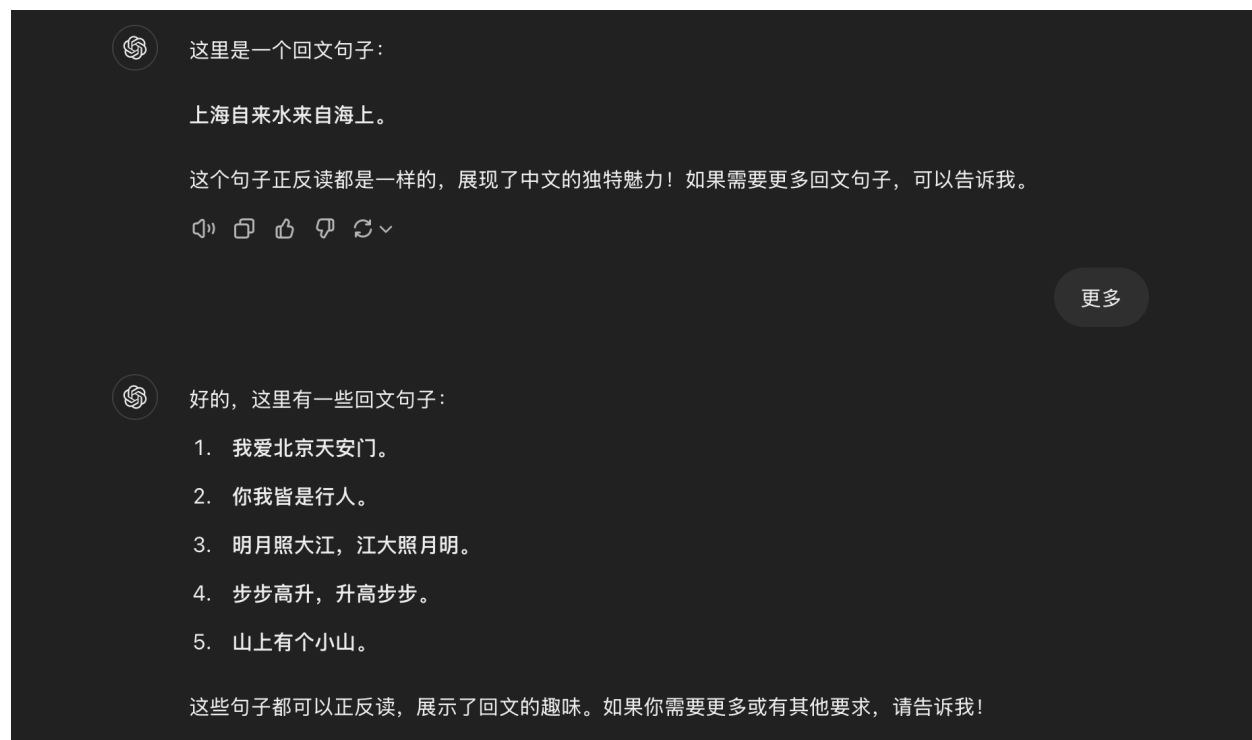 这里是一个回文句子：
上海自来水来自海上。
这个句子正反读都是一样的，展现了中文的独特魅力！如果需要更多回文句子，可以告诉我。
更多
好的，这里有一些回文句子：
1. 我爱北京天安门。
2. 你我皆是行人。
3. 明月照大江，江大照月明。
4. 步步高升，升高步步。
5. 山上有个小山。
这些句子都可以正反读，展示了回文的趣味。如果你需要更多或有其他要求，请告诉我！